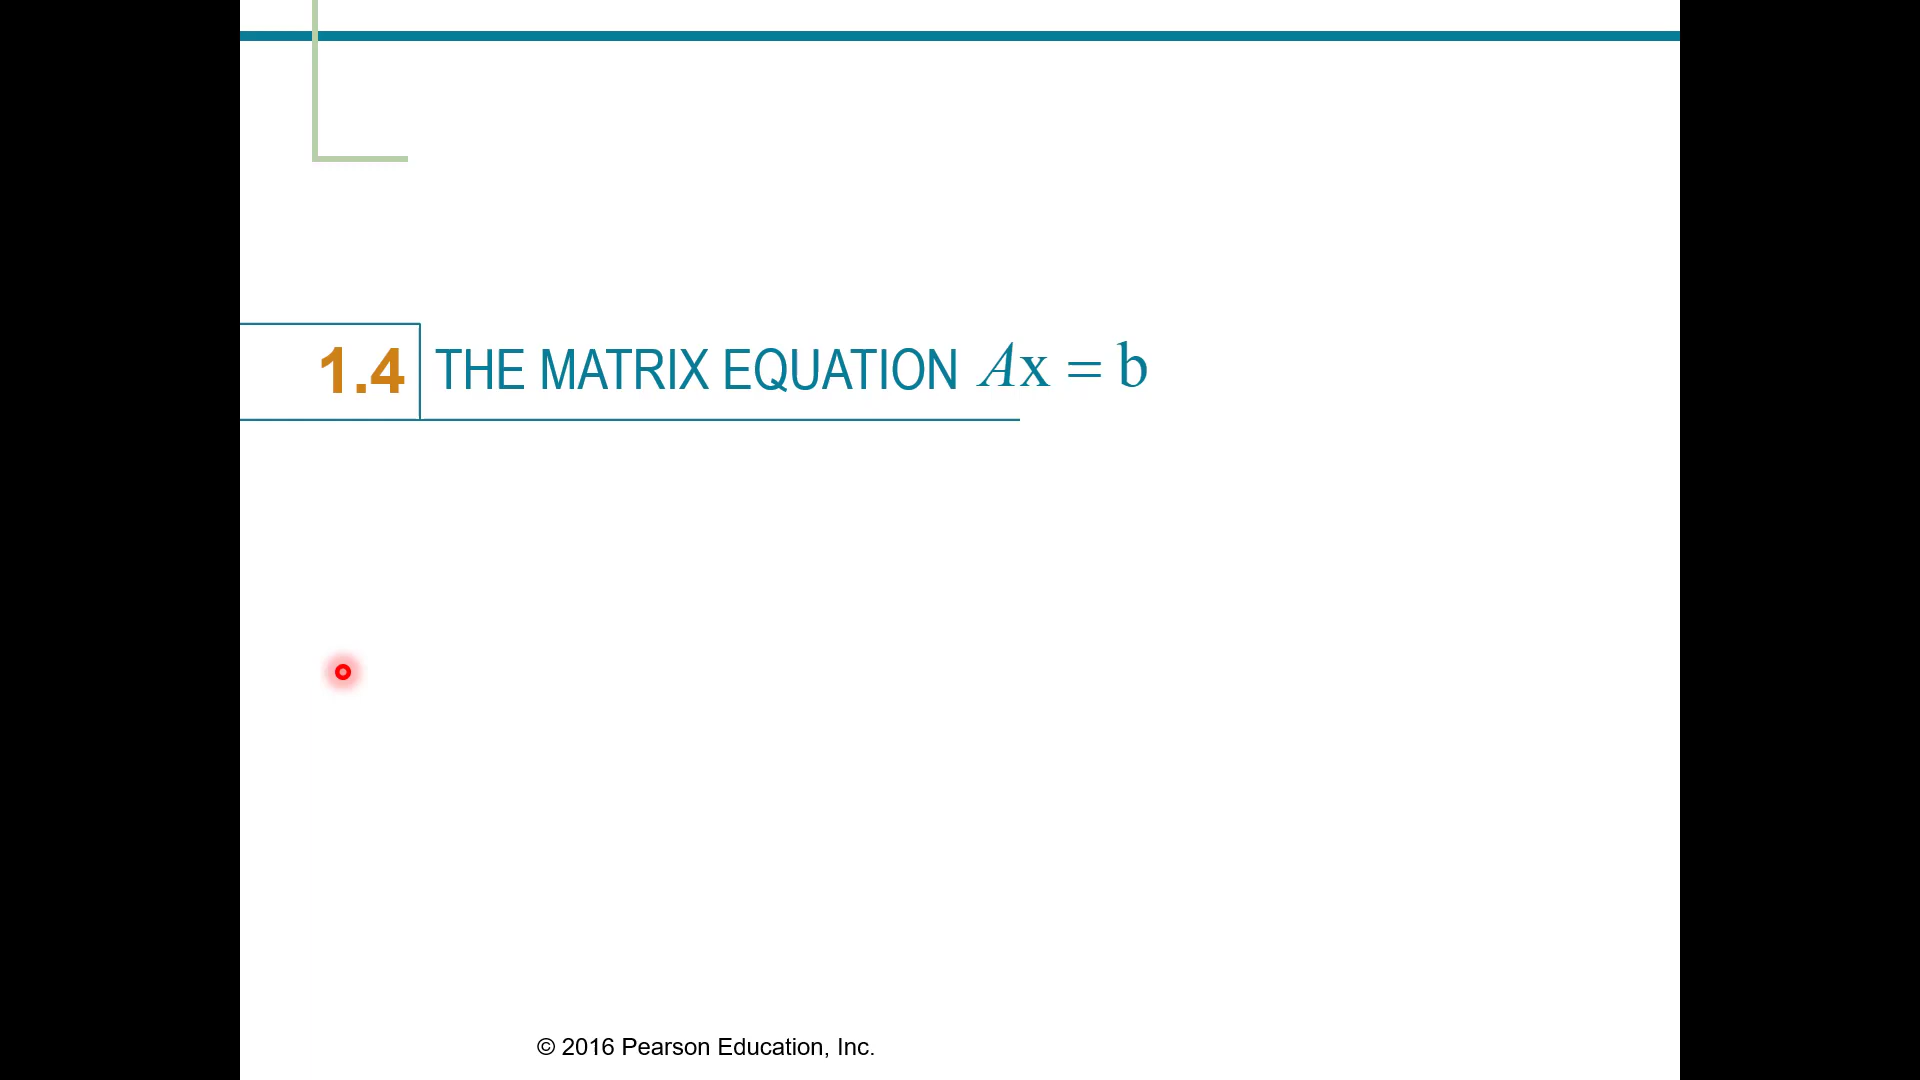 1.4 THE MATRIX EQUATION Ax = b
© 2016 Pearson Education, Inc.